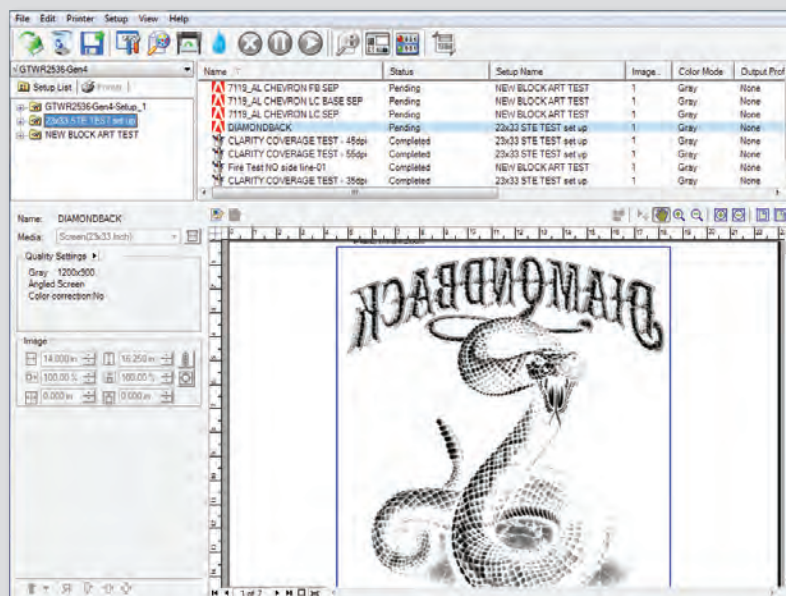 File Edit Printer Setup View Help
GTWR2536-Gen4
Setup List Presets
GTWR2536-Gen4-Setup_1
23x33 STE TEST set up
NEW BLOCK ART TEST
Name Status Setup Name Image.. Color Mode Output Prof
7119_AL CHEVRON FB SEP Pending NEW BLOCK ART TEST 1 Gray None
7119_AL CHEVRON LC BASE SEP Pending NEW BLOCK ART TEST 1 Gray None
7119_AL CHEVRON LC SEP Pending NEW BLOCK ART TEST 1 Gray None
DIAMONDBACK Pending 23x33 STE TEST set up 1 Gray None
CLARITY COVERAGE TEST - 45dpi Completed 23x33 STE TEST set up 1 Gray None
CLARITY COVERAGE TEST - 55dpi Completed 23x33 STE TEST set up 1 Gray None
Fire Test NO side line-01 Completed NEW BLOCK ART TEST 1 Gray None
CLARITY COVERAGE TEST - 35dpi Completed 23x33 STE TEST set up 1 Gray None
Name: DIAMONDBACK
Media: Screen(23x33 Inch)
Quality Settings
Gray 1200x900
Angled Screen
Color correction:No
Image
14.000 in 16.250 in
100.00 % 100.00 %
0.000 in 0.000 in
DIAMONDBACK
1 of 7